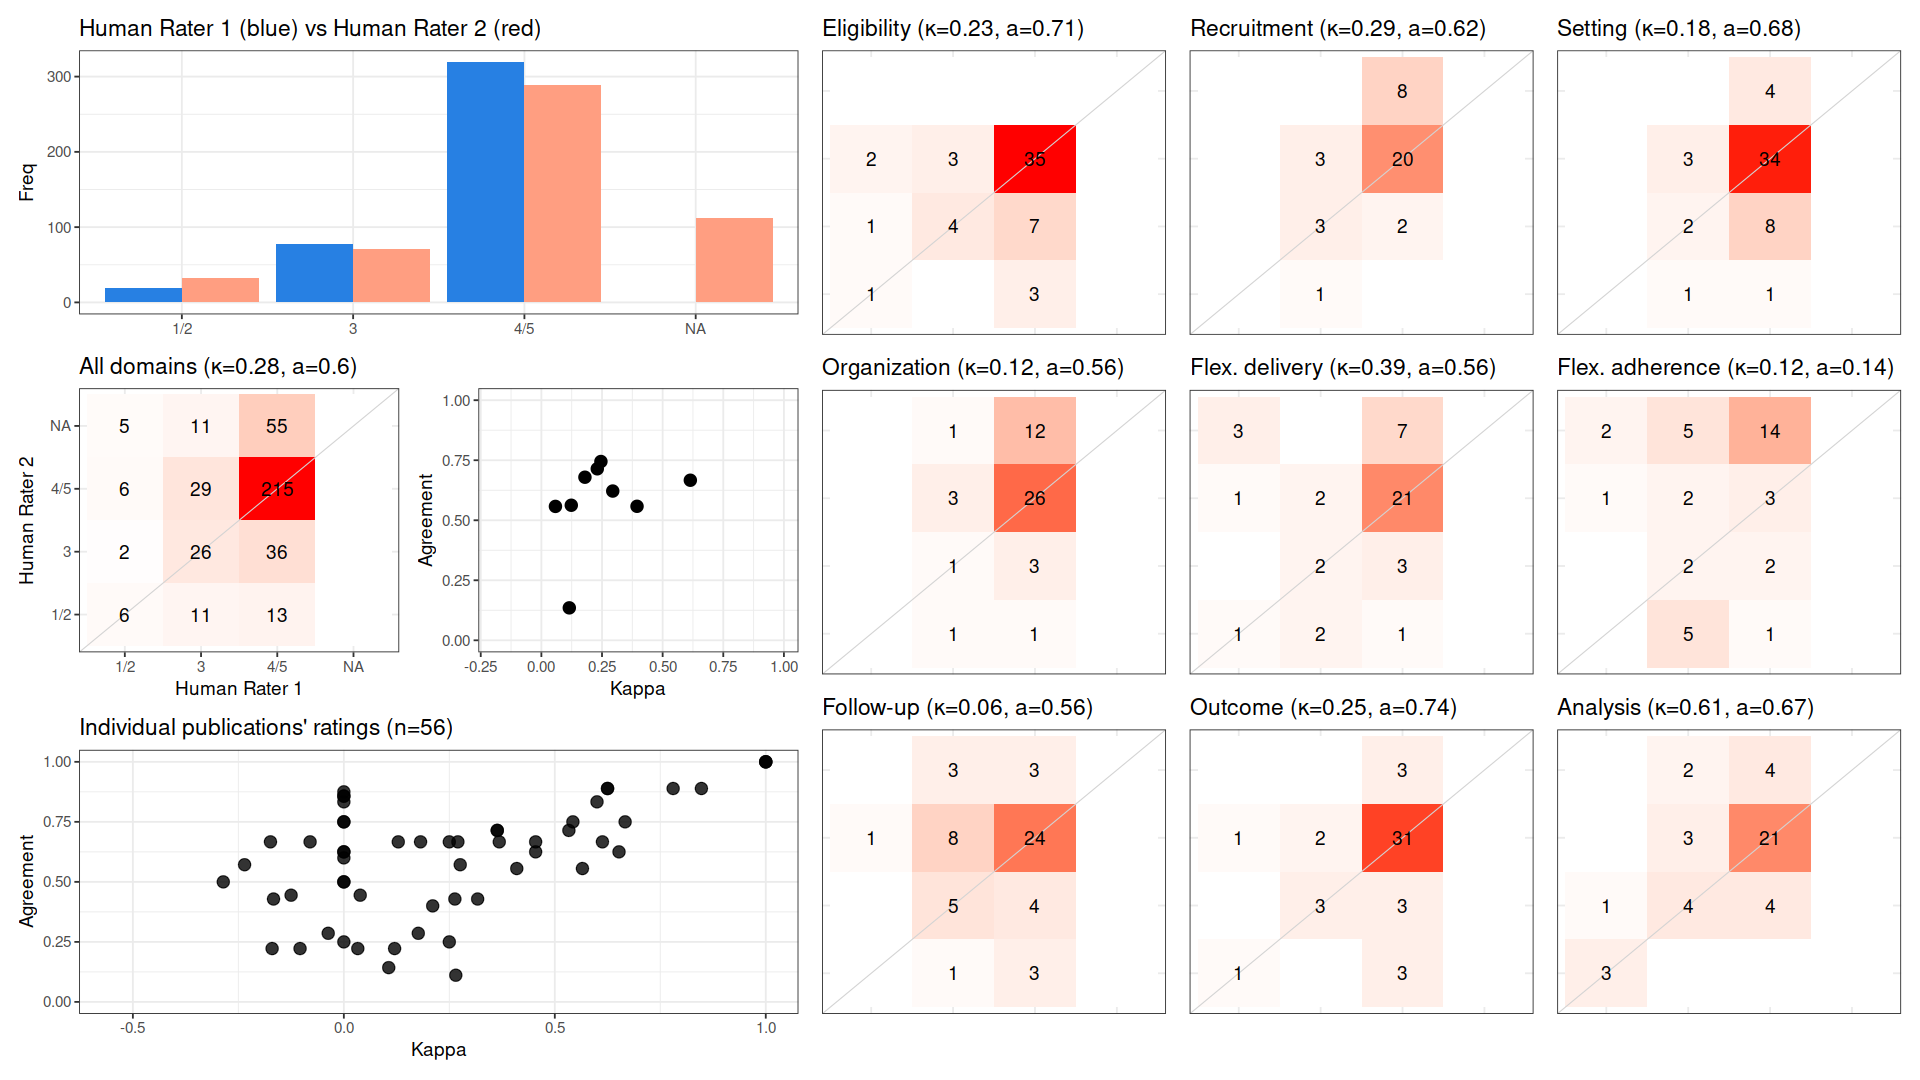 Human Rater 1 (blue) vs Human Rater 2 (red)
Freq
300
200
100
0
1/2 3 4/5 NA
All domains (κ=0.28, a=0.6)
Human Rater 2
NA 5 11 55
4/5 6 29 215
3 2 26 36
1/2 6 11 13
1/2 3 4/5 NA
Human Rater 1
Agreement
1.00
0.75
0.50
0.25
0.00
-0.25 0.00 0.25 0.50 0.75 1.00
Kappa
Individual publications' ratings (n=56)
Agreement
1.00
0.75
0.50
0.25
0.00
-0.5 0.0 0.5 1.0
Kappa
Eligibility (κ=0.23, a=0.71)
2 3 35
1 4 7
1 3
Recruitment (κ=0.29, a=0.62)
8
3 20
3 2
1
Setting (κ=0.18, a=0.68)
4
3 34
2 8
1 1
Organization (κ=0.12, a=0.56)
1 12
3 26
1 3
1 1
Flex. delivery (κ=0.39, a=0.56)
3 7
1 2 21
2 3
1 2 1
Flex. adherence (κ=0.12, a=0.14)
2 5 14
1 2 3
2 2
5 1
Follow-up (κ=0.06, a=0.56)
3 3
1 8 24
5 4
1 3
Outcome (κ=0.25, a=0.74)
3
1 2 31
3 3
1 3
Analysis (κ=0.61, a=0.67)
2 4
3 21
1 4 4
3